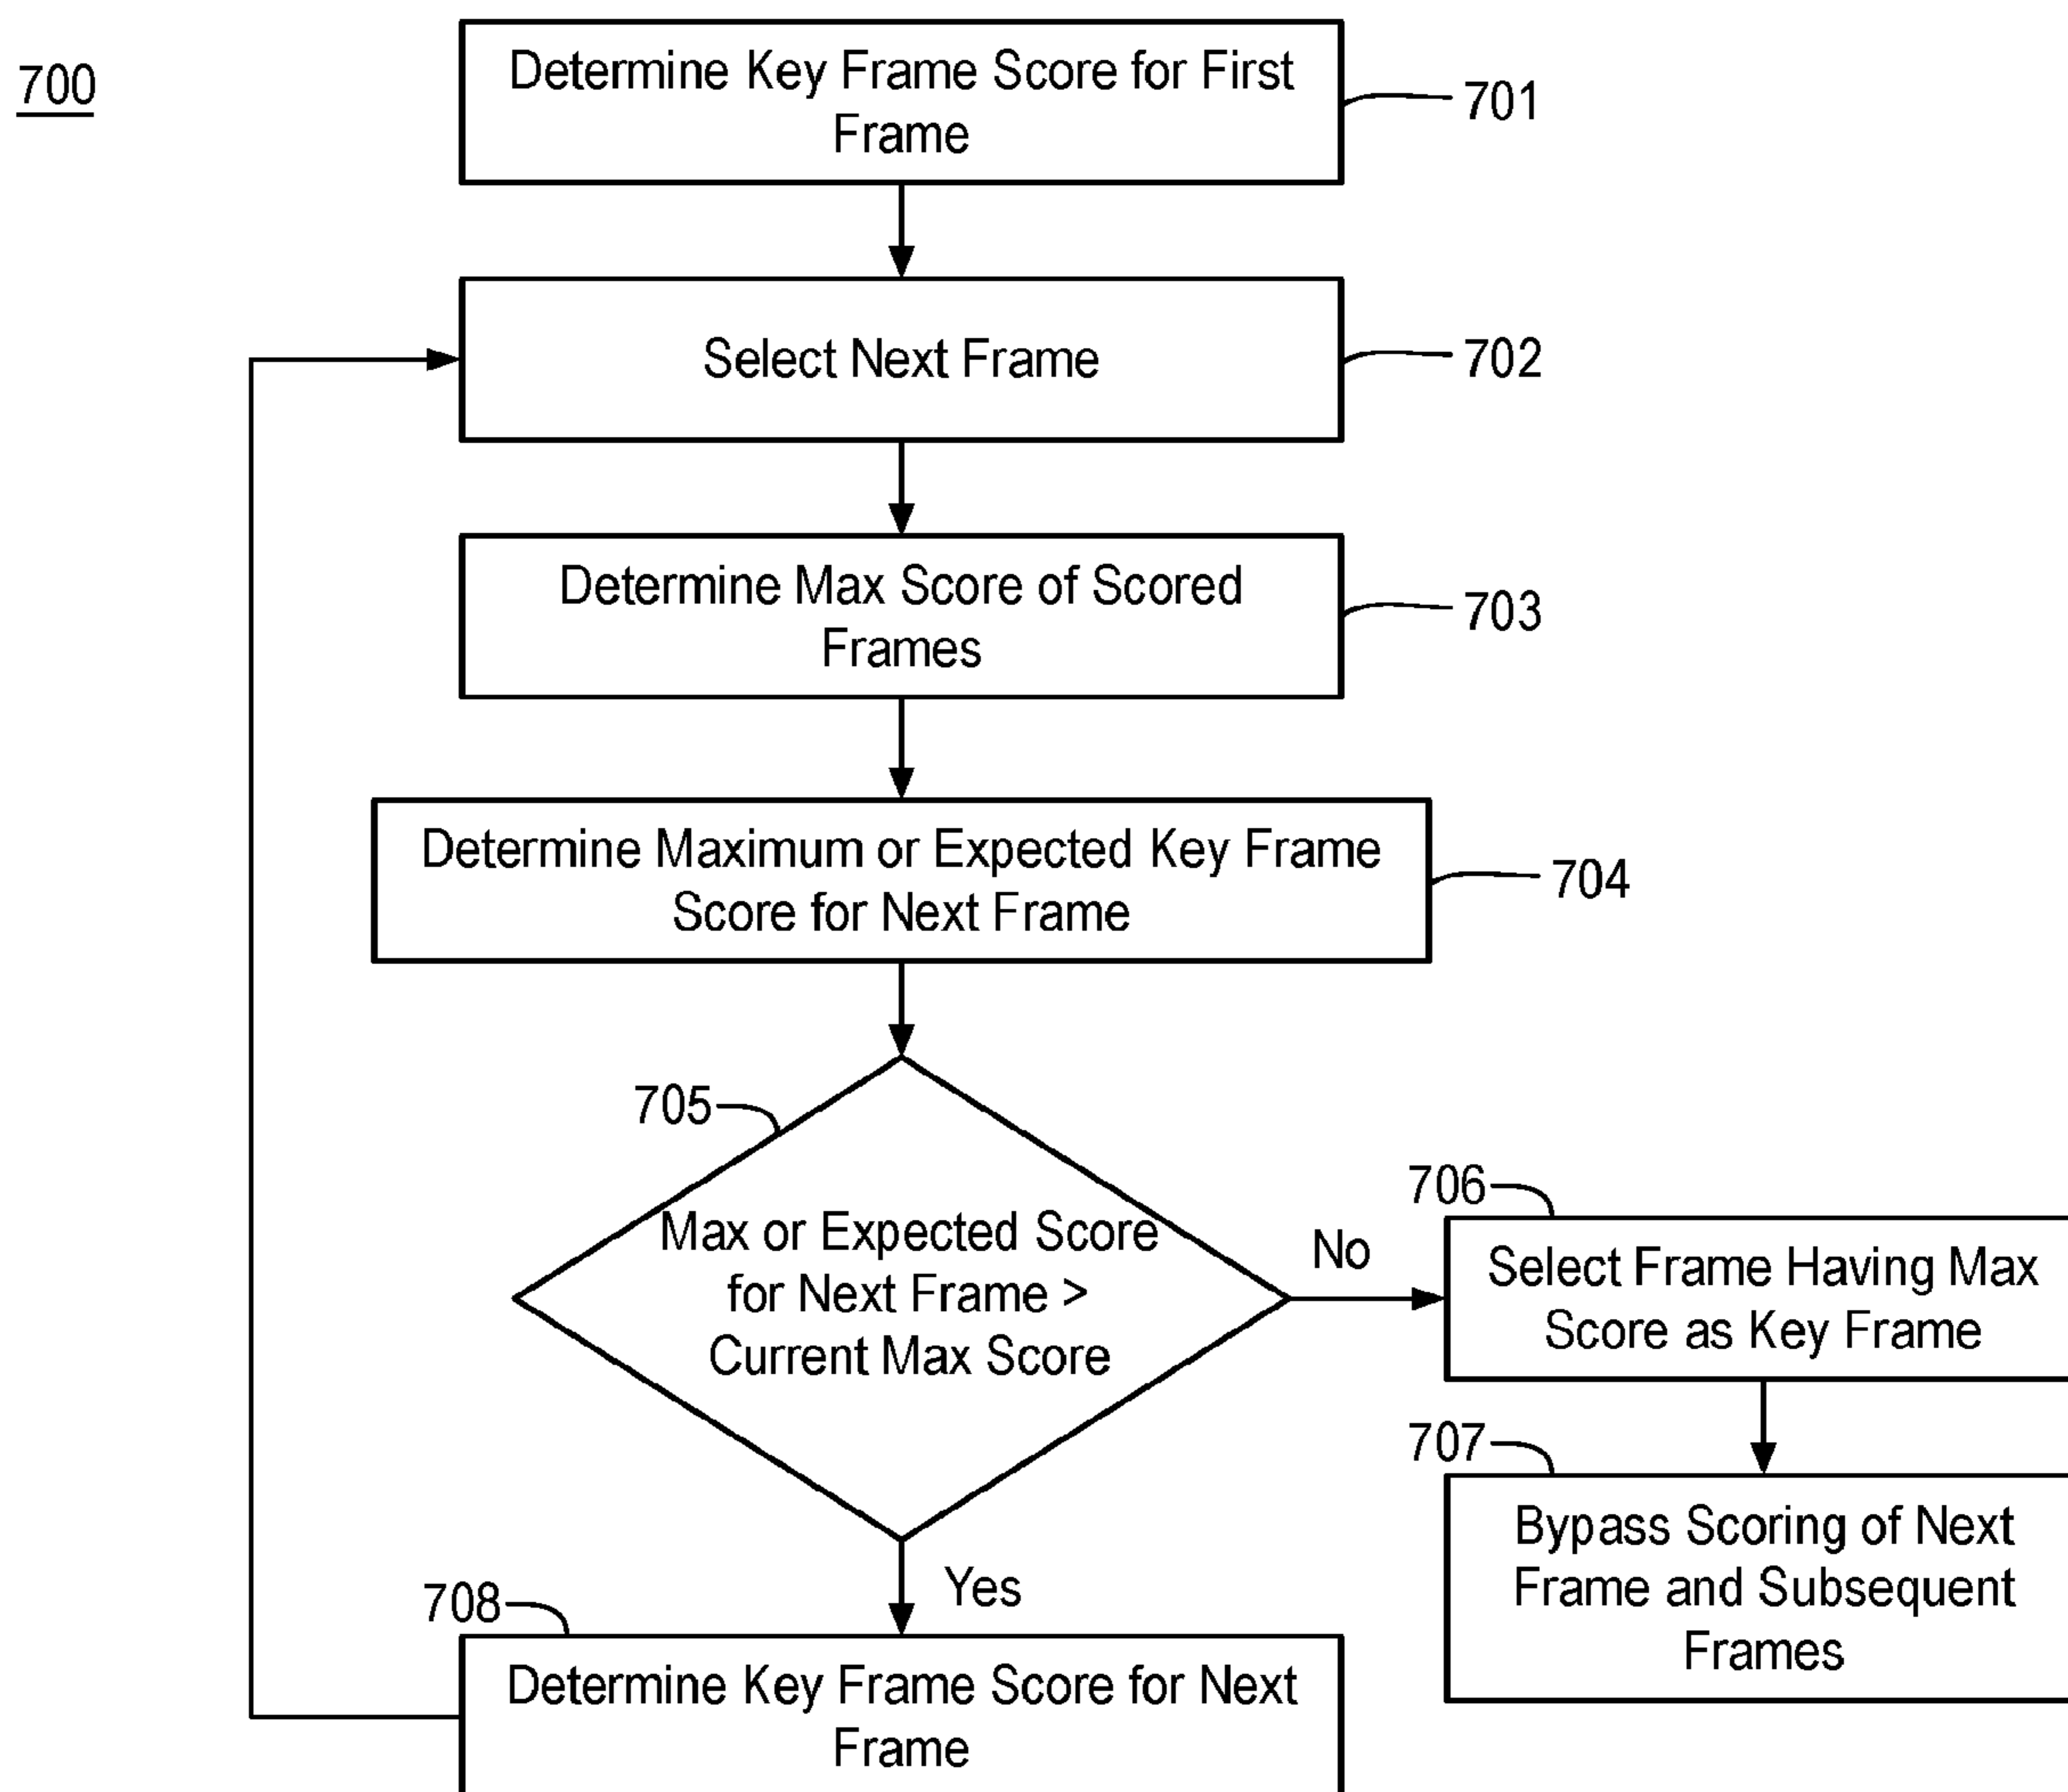 700
Determine Key Frame Score for First
Frame
701
Select Next Frame
702
Determine Max Score of Scored
Frames
703
Determine Maximum or Expected Key Frame
Score for Next Frame
704
705
Max or Expected Score
for Next Frame >
Current Max Score
No
706
Select Frame Having Max
Score as Key Frame
707
Bypass Scoring of Next
Frame and Subsequent
Frames
Yes
708
Determine Key Frame Score for Next
Frame